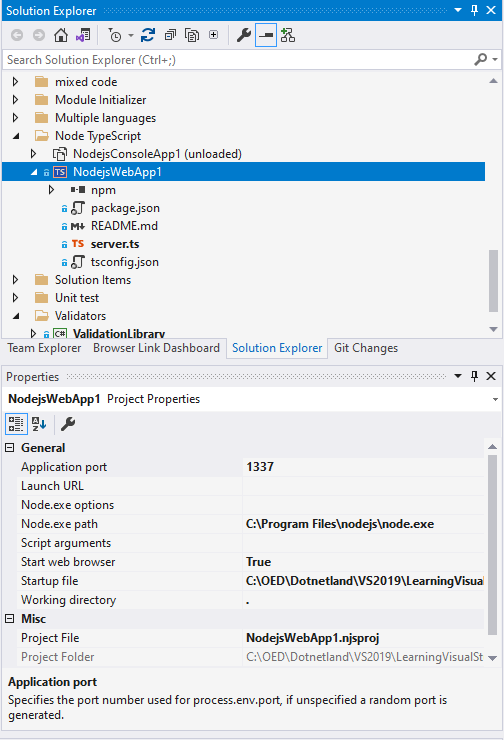 Solution Explorer
Search Solution Explorer (Ctrl+;)
mixed code
Module Initializer
Multiple languages
Node TypeScript
NodejsConsoleApp1 (unloaded)
TS NodejsWebApp1
npm
package.json
M↓ README.md
TS server.ts
tsconfig.json
Solution Items
Unit test
Validators
C# ValidationLibrary
Team Explorer Browser Link Dashboard Solution Explorer Git Changes
Properties
NodejsWebApp1 Project Properties
General
Application port 1337
Launch URL
Node.exe options
Node.exe path C:\Program Files\nodejs\node.exe
Script arguments
Start web browser True
Startup file C:\OED\Dotnetland\VS2019\LearningVisual
Working directory .
Misc
Project File NodejsWebApp1.njsproj
Project Folder C:\OED\Dotnetland\VS2019\LearningVisualSt
Application port
Specifies the port number used for process.env.port, if unspecified a random port is
generated.